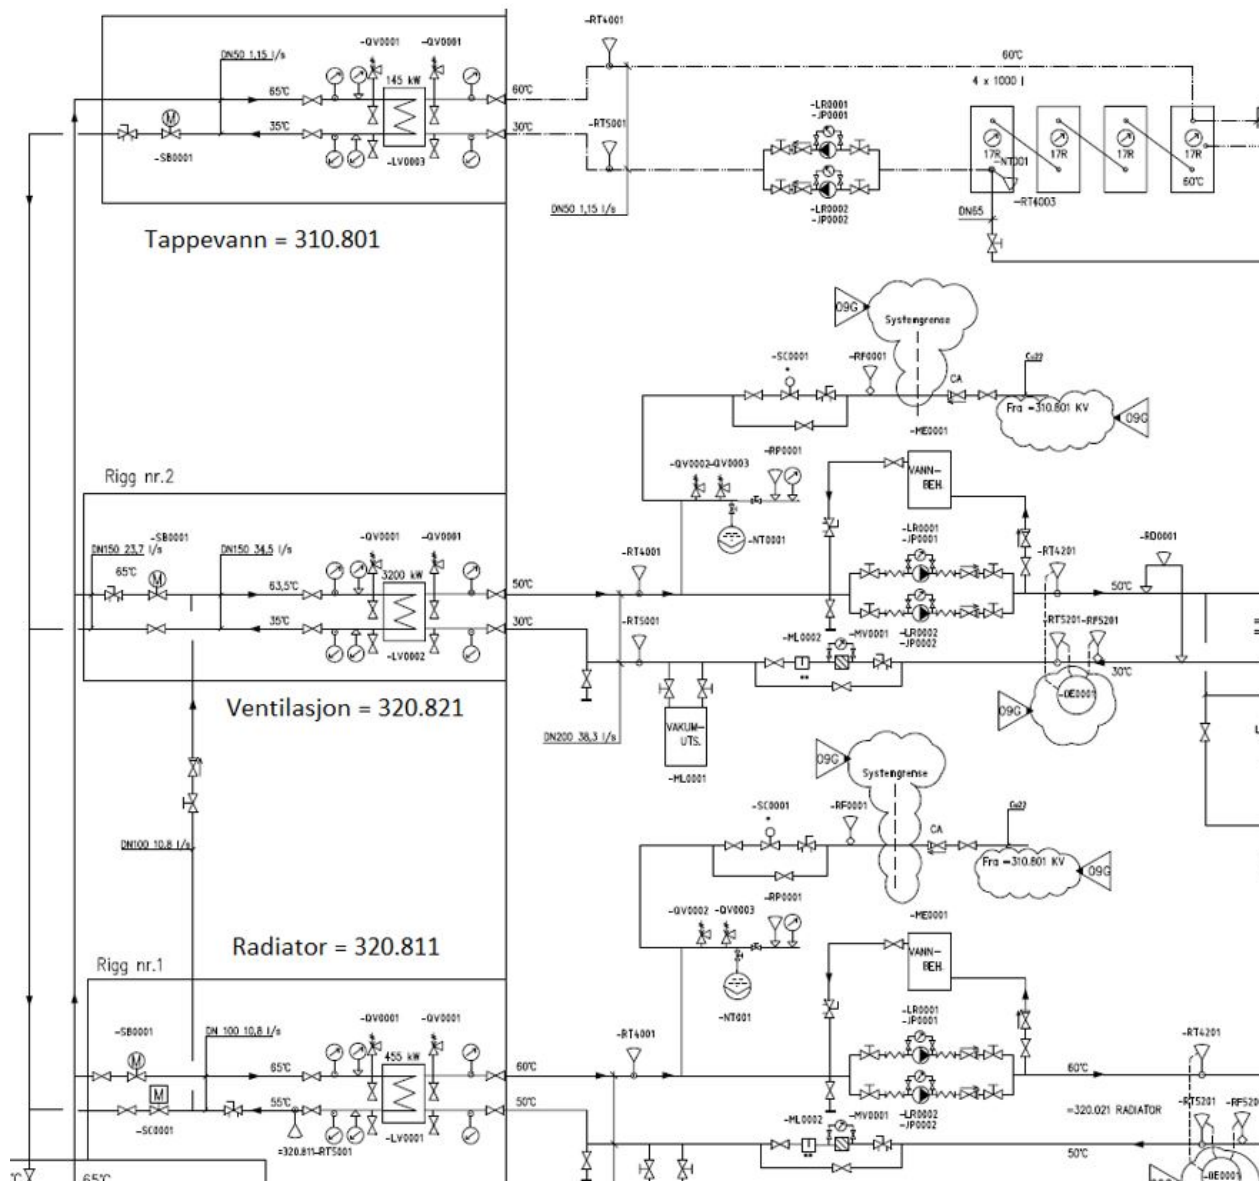 -RT4001
-QV0001
-QV0001
DN50 1,15 l/s
60°C
4 x 1000 l
145 kW
65°C
60°C
-LR0001
-JP0001
M
35°C
30°C
-RT5001
17R
17R
17R
17R
-SB0001
-LV0003
-NT001
60°C
-RT4003
DN50 1,15 l/s
-LR0002
-JP0002
DN65
Tappevann = 310.801
09G
Systemgrense
-SC0001
-RF0001
Cu22
CA
Fra =310.801 KV
09G
-ME0001
Rigg nr.2
-QV0002
-QV0003
-RP0001
VANN-
BEH.
-SB0001
-LR0001
-JP0001
-RD0001
-QV0001
-QV0001
-NT0001
DN150 23,7 l/s
DN150 34,5 l/s
-RT4001
-RT4201
65°C
M
3200 kW
63,5°C
50°C
50°C
-RT5201
-RF5201
35°C
30°C
-RT5001
-ML0002
-MV0001
-LR0002
-JP0002
-LV0002
**
30°C
-OE0001
Ventilasjon = 320.821
09G
VAKUM-
UTS.
DN200 38,3 l/s
09G
Systemgrense
-ML0001
-SC0001
-RF0001
Cu22
CA
DN100 10,8 l/s
Fra =310.801 KV
09G
-RP0001
-QV0002
-QV0003
-ME0001
Radiator = 320.811
VANN-
BEH.
Rigg nr.1
-NT001
-LR0001
-JP0001
-SB0001
DN 100 10,8 l/s
-QV0001
-QV0001
-RT4001
-RT4201
M
455 kW
65°C
60°C
60°C
M
55°C
50°C
-LR0002
-JP0002
-RT5201
=320.021 RADIATOR
-ML0002
-MV0001
-SC0001
-LV0001
=320.811-RT5001
**
50°C
-OE0001
65°C